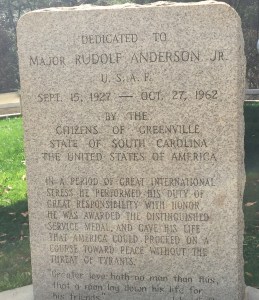 DEDICATED TO
MAJOR RUDOLF ANDERSON JR.
U.S.A.F.
SEPT. 15, 1927 — OCT. 27, 1962
BY THE
CITIZENS OF GREENVILLE
STATE OF SOUTH CAROLINA
THE UNITED STATES OF AMERICA
IN A PERIOD OF GREAT INTERNATIONAL
STRESS HE PERFORMED HIS DUTY OF
GREAT RESPONSIBILITY WITH HONOR.
HE WAS AWARDED THE DISTINGUISHED
SERVICE MEDAL, AND GAVE HIS LIFE
THAT AMERICA COULD PROCEED ON A
COURSE TOWARD PEACE WITHOUT THE
THREAT OF TYRANTS.
"Greater love hath no man than this,
that a man lay down his life for
his friends"